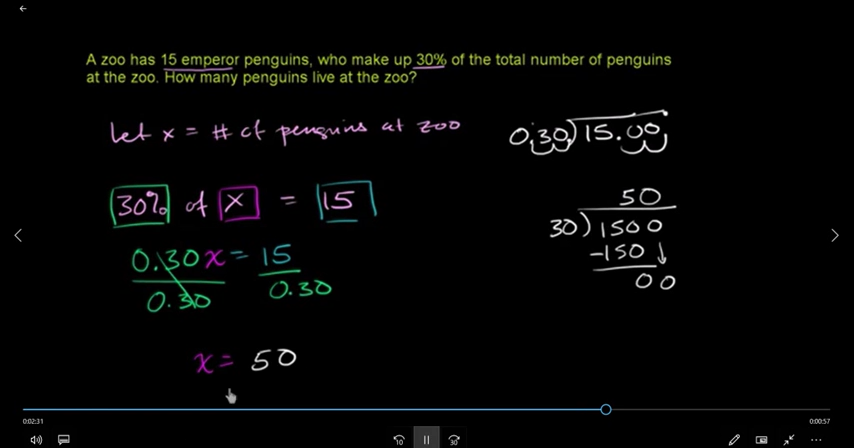 A zoo has 15 emperor penguins, who make up 30% of the total number of penguins
at the zoo. How many penguins live at the zoo?
Let x = # of penguins at zoo
30% of x = 15
0.30x = 15
0.30 0.30
x = 50
0.30)15.00
50
30)1500
-150
00
0:02:31
0:00:57
10
30